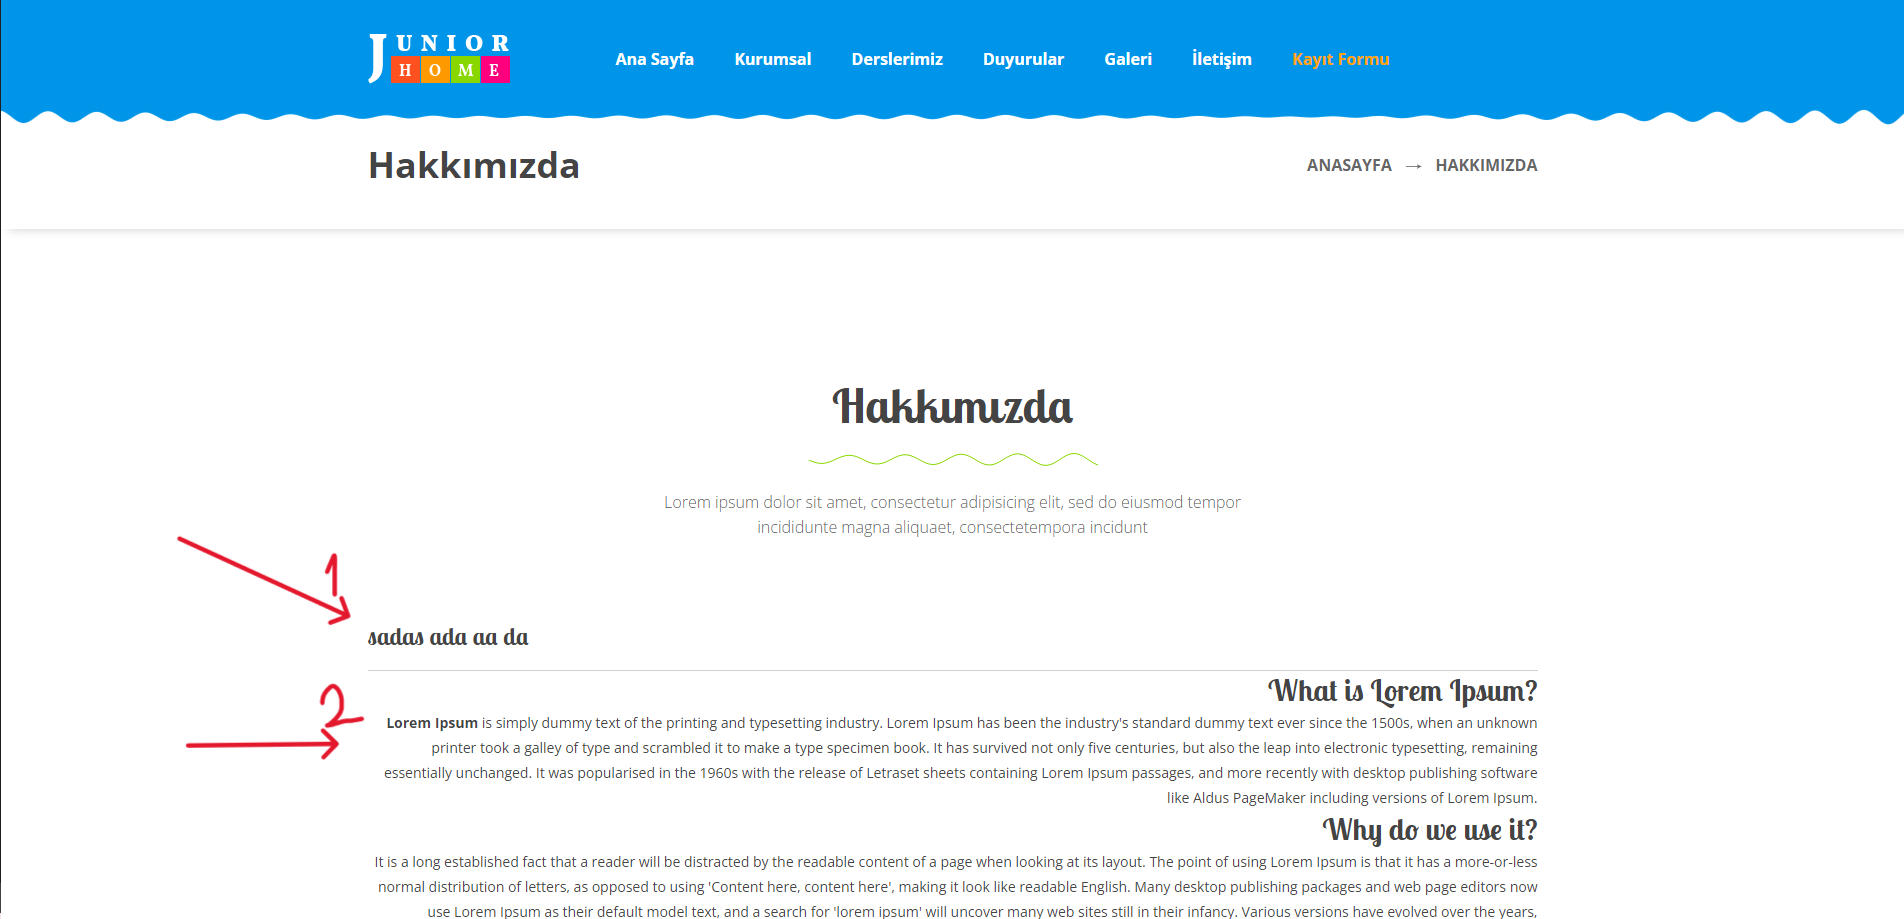 JUNIOR
HOME
Ana Sayfa Kurumsal Derslerimiz Duyurular Galeri İletişim Kayıt Formu
Hakkımızda
ANASAYFA → HAKKIMIZDA
Hakkımızda
Lorem ipsum dolor sit amet, consectetur adipisicing elit, sed do eiusmod tempor
incididunte magna aliquaet, consectetempora incidunt
1
sadas ada aa da
2
What is Lorem Ipsum?
Lorem Ipsum is simply dummy text of the printing and typesetting industry. Lorem Ipsum has been the industry's standard dummy text ever since the 1500s, when an unknown
printer took a galley of type and scrambled it to make a type specimen book. It has survived not only five centuries, but also the leap into electronic typesetting, remaining
essentially unchanged. It was popularised in the 1960s with the release of Letraset sheets containing Lorem Ipsum passages, and more recently with desktop publishing software
like Aldus PageMaker including versions of Lorem Ipsum.
Why do we use it?
It is a long established fact that a reader will be distracted by the readable content of a page when looking at its layout. The point of using Lorem Ipsum is that it has a more-or-less
normal distribution of letters, as opposed to using 'Content here, content here', making it look like readable English. Many desktop publishing packages and web page editors now
use Lorem Ipsum as their default model text, and a search for 'lorem ipsum' will uncover many web sites still in their infancy. Various versions have evolved over the years,